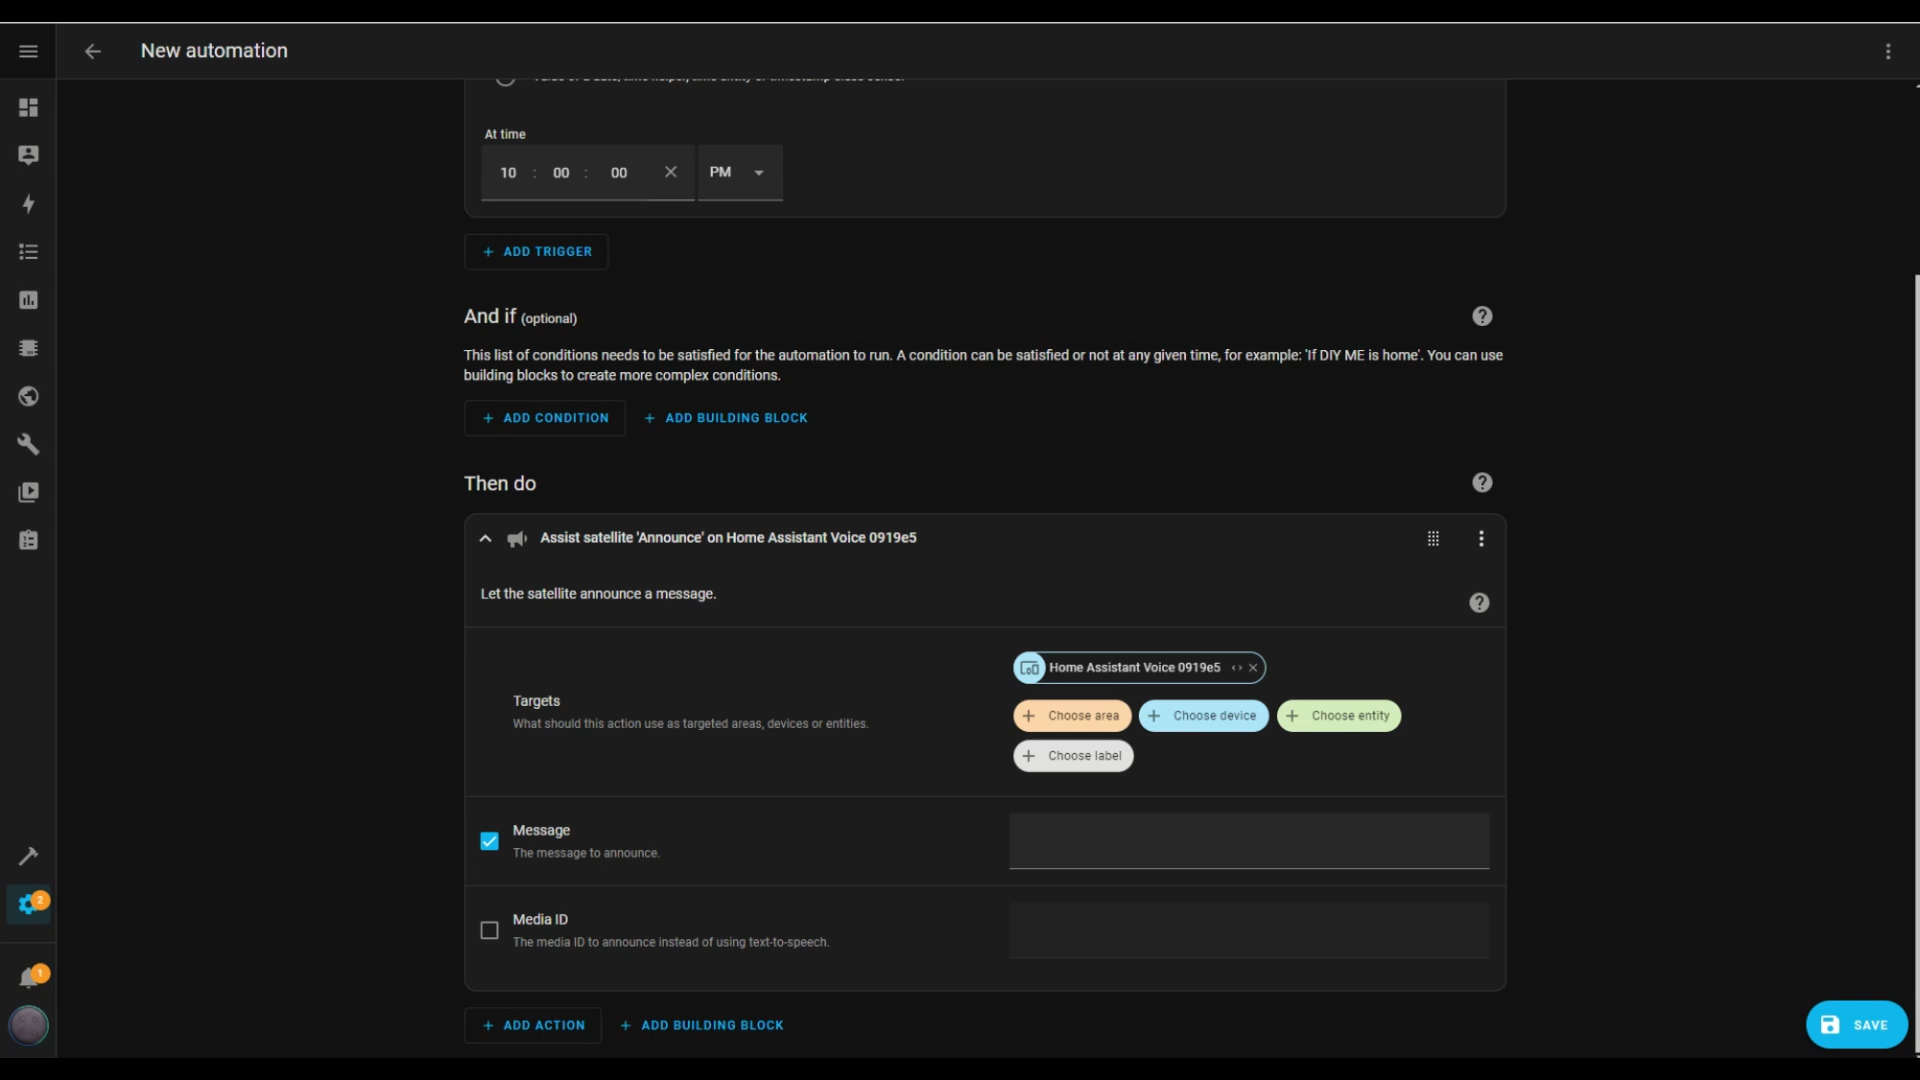 New automation
At time
10 : 00 : 00 PM
ADD TRIGGER
And if (optional)
This list of conditions needs to be satisfied for the automation to run. A condition can be satisfied or not at any given time, for example: 'If DIY ME is home'. You can use
building blocks to create more complex conditions.
ADD CONDITION ADD BUILDING BLOCK
Then do
Assist satellite 'Announce' on Home Assistant Voice 0919e5
Let the satellite announce a message.
Home Assistant Voice 0919e5
Targets
What should this action use as targeted areas, devices or entities.
Choose area Choose device Choose entity
Choose label
Message
The message to announce.
2
Media ID
The media ID to announce instead of using text-to-speech.
1
ADD ACTION ADD BUILDING BLOCK
SAVE